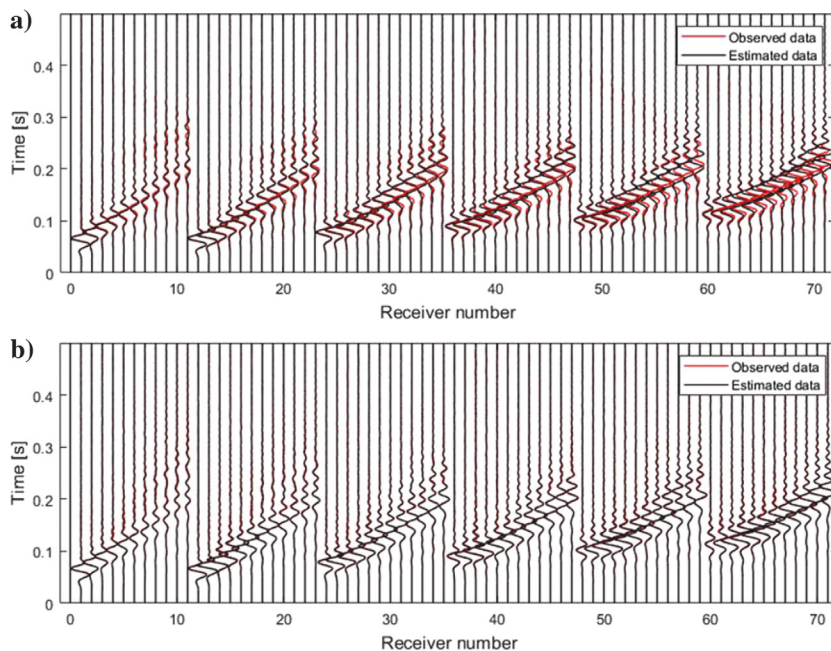 a)
Observed data
Estimated data
0.4
0.3
0.2
0.1
0
Time [s]
0 10 20 30 40 50 60 70
Receiver number
b)
Observed data
Estimated data
0.4
0.3
0.2
0.1
0
Time [s]
0 10 20 30 40 50 60 70
Receiver number